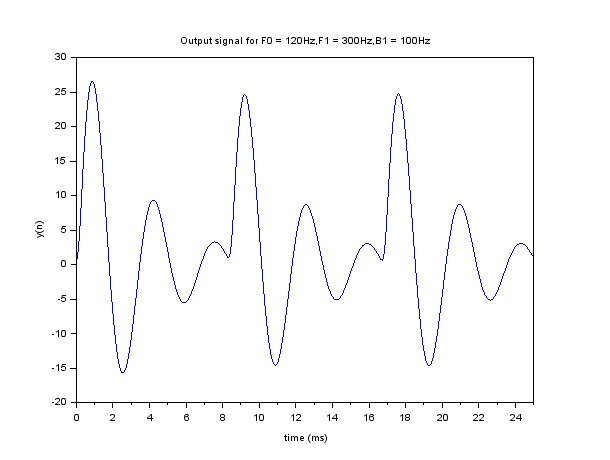 Output signal for F0 = 120Hz,F1 = 300Hz,B1 = 100Hz
30
25
20
15
10
5
0
-5
-10
-15
-20
y(n)
0 2 4 6 8 10 12 14 16 18 20 22 24
time (ms)